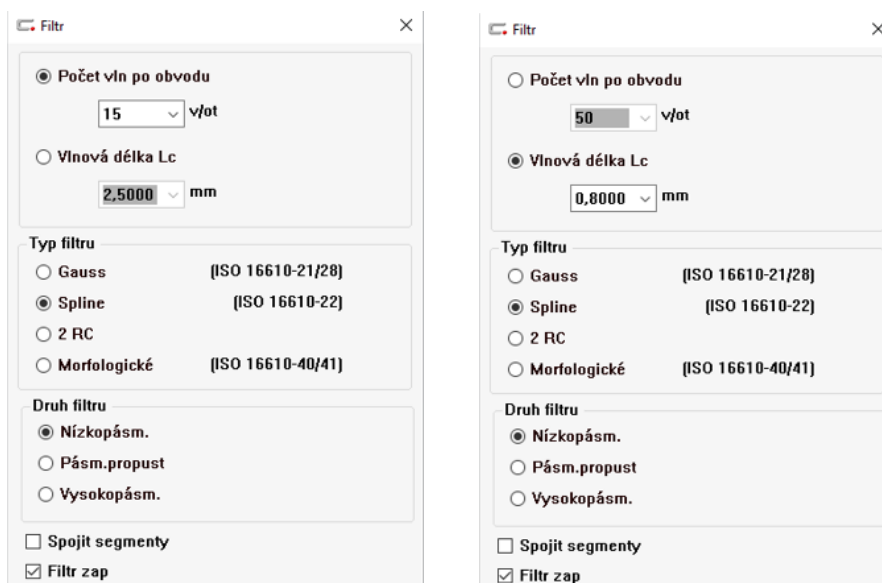 Filtr
Počet vln po obvodu
15 v/ot
Vlnová délka Lc
2,5000 mm
Typ filtru
Gauss (ISO 16610-21/28)
Spline (ISO 16610-22)
2 RC
Morfologické (ISO 16610-40/41)
Druh filtru
Nízkopásm.
Pásm.propust
Vysokopásm.
Spojit segmenty
Filtr zap
Filtr
Počet vln po obvodu
50 v/ot
Vlnová délka Lc
0,8000 mm
Typ filtru
Gauss (ISO 16610-21/28)
Spline (ISO 16610-22)
2 RC
Morfologické (ISO 16610-40/41)
Druh filtru
Nízkopásm.
Pásm.propust
Vysokopásm.
Spojit segmenty
Filtr zap